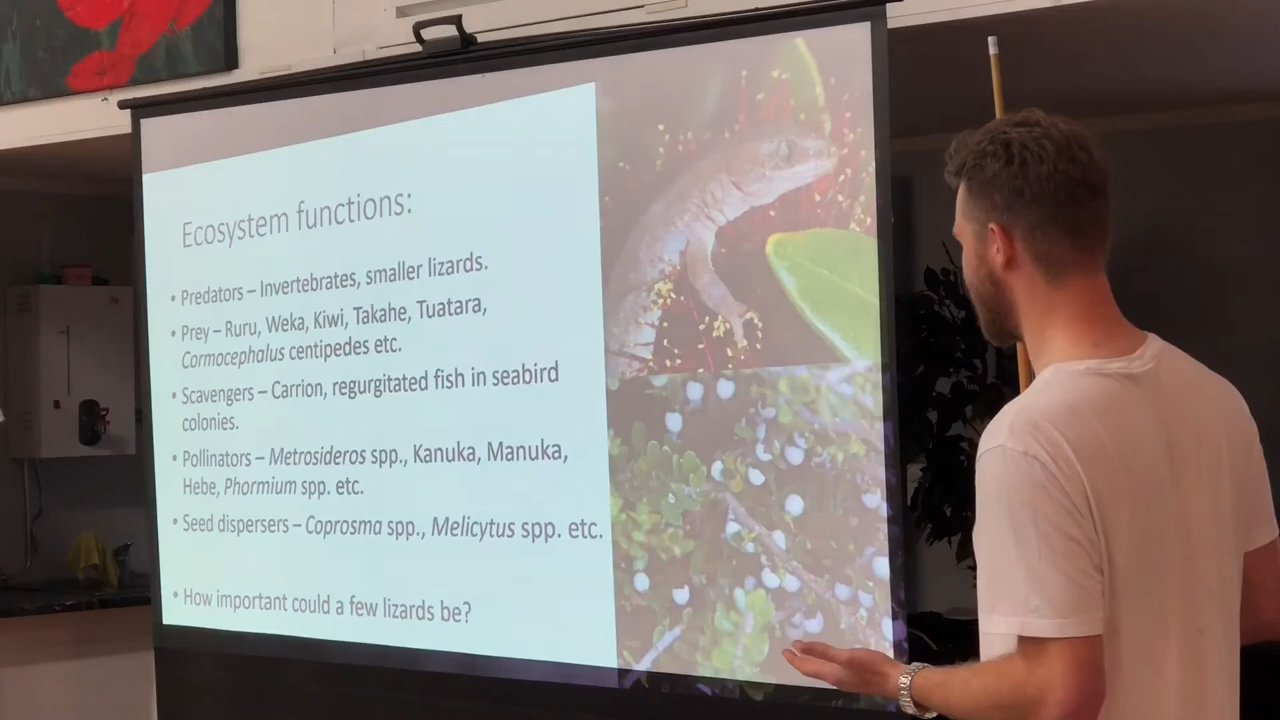 Ecosystem functions:
• Predators – Invertebrates, smaller lizards.
• Prey – Ruru, Weka, Kiwi, Takahe, Tuatara,
Cormocephalus centipedes etc.
• Scavengers – Carrion, regurgitated fish in seabird
colonies.
• Pollinators – Metrosideros spp., Kanuka, Manuka,
Hebe, Phormium spp. etc.
• Seed dispersers – Coprosma spp., Melicytus spp. etc.
• How important could a few lizards be?